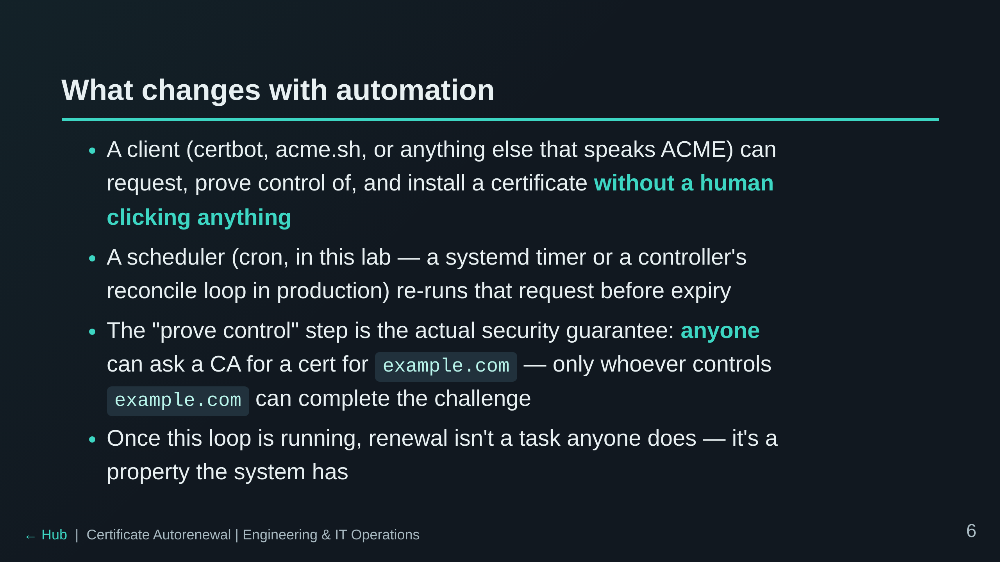 What changes with automation
• A client (certbot, acme.sh, or anything else that speaks ACME) can
request, prove control of, and install a certificate without a human
clicking anything
• A scheduler (cron, in this lab — a systemd timer or a controller's
reconcile loop in production) re-runs that request before expiry
• The "prove control" step is the actual security guarantee: anyone
can ask a CA for a cert for example.com — only whoever controls
example.com can complete the challenge
• Once this loop is running, renewal isn't a task anyone does — it's a
property the system has
← Hub | Certificate Autorenewal | Engineering & IT Operations
6